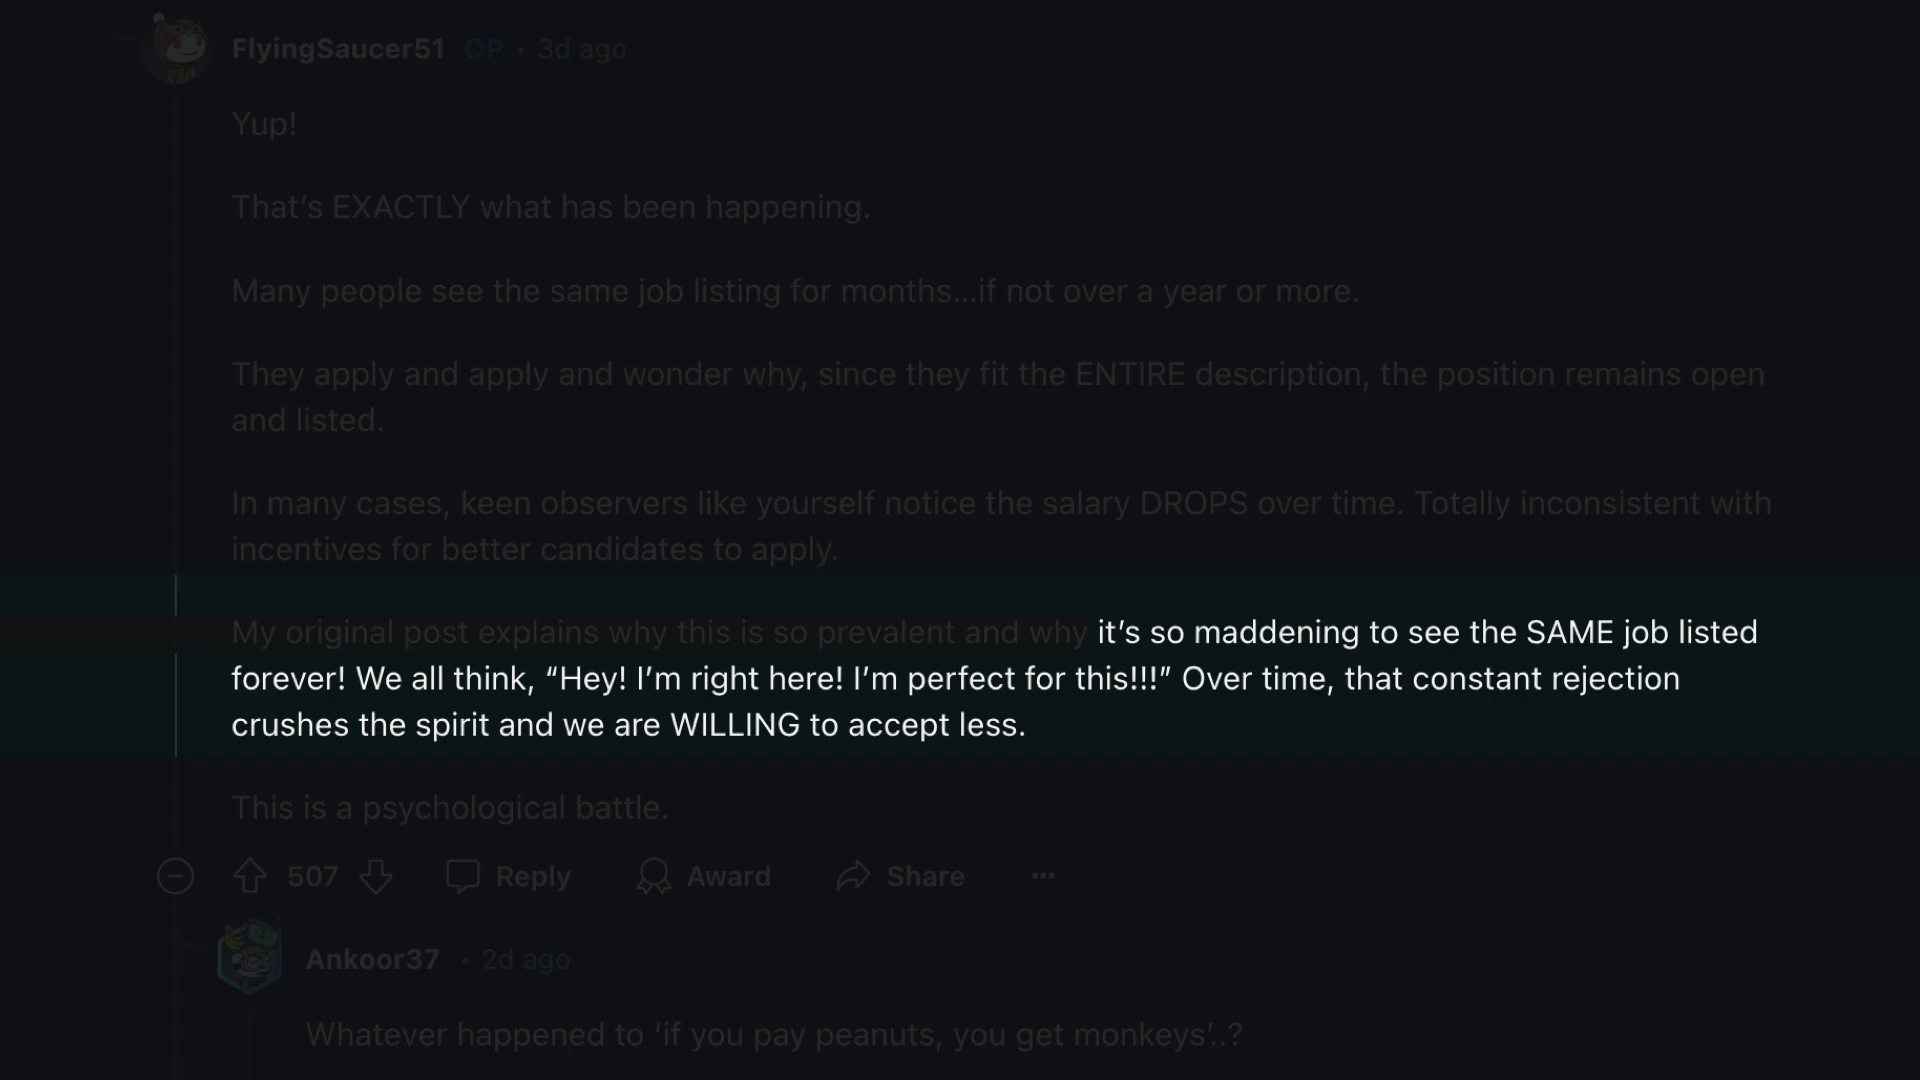 FlyingSaucer51 OP • 3d ago
Yup!
That’s EXACTLY what has been happening.
Many people see the same job listing for months...if not over a year or more.
They apply and apply and wonder why, since they fit the ENTIRE description, the position remains open
and listed.
In many cases, keen observers like yourself notice the salary DROPS over time. Totally inconsistent with
incentives for better candidates to apply.
My original post explains why this is so prevalent and why it’s so maddening to see the SAME job listed
forever! We all think, “Hey! I’m right here! I’m perfect for this!!!” Over time, that constant rejection
crushes the spirit and we are WILLING to accept less.
This is a psychological battle.
507 Reply Award Share ...
Ankoor37 • 2d ago
Whatever happened to ‘if you pay peanuts, you get monkeys’..?